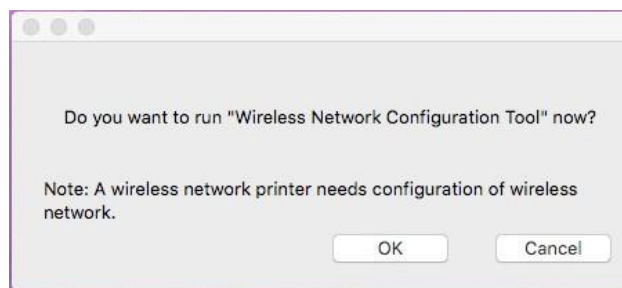 Do you want to run "Wireless Network Configuration Tool" now?
Note: A wireless network printer needs configuration of wireless
network.
OK
Cancel